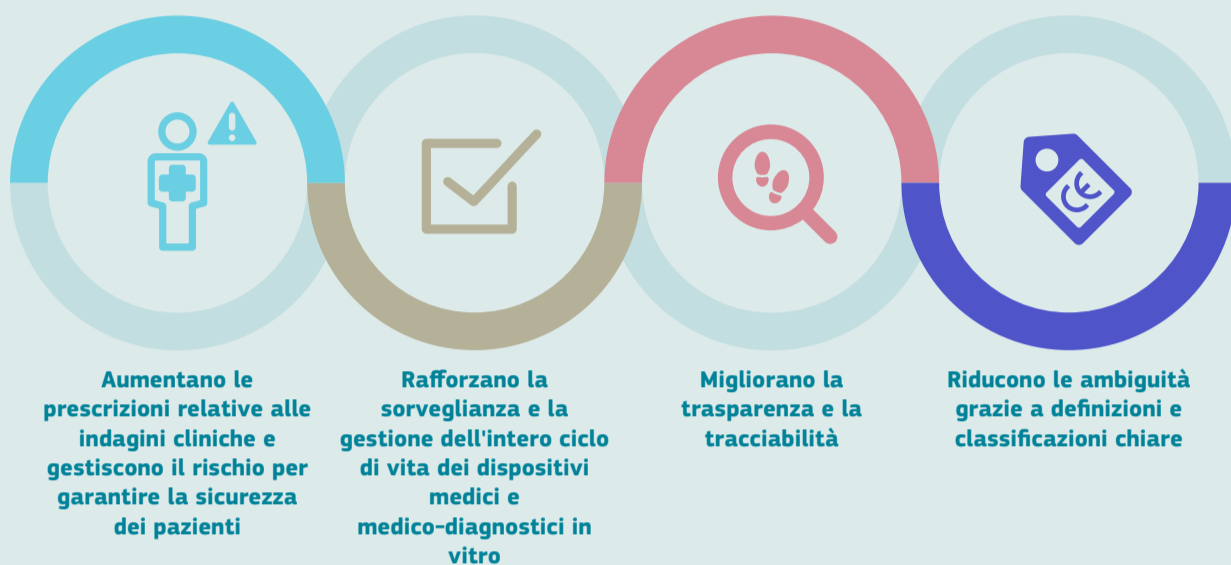 CE
Aumentano le
prescrizioni relative alle
indagini cliniche e
gestiscono il rischio per
garantire la sicurezza
dei pazienti
Rafforzano la
sorveglianza e la
gestione dell'intero ciclo
di vita dei dispositivi
medici e
medico-diagnostici in
vitro
Migliorano la
trasparenza e la
tracciabilità
Riducono le ambiguità
grazie a definizioni e
classificazioni chiare